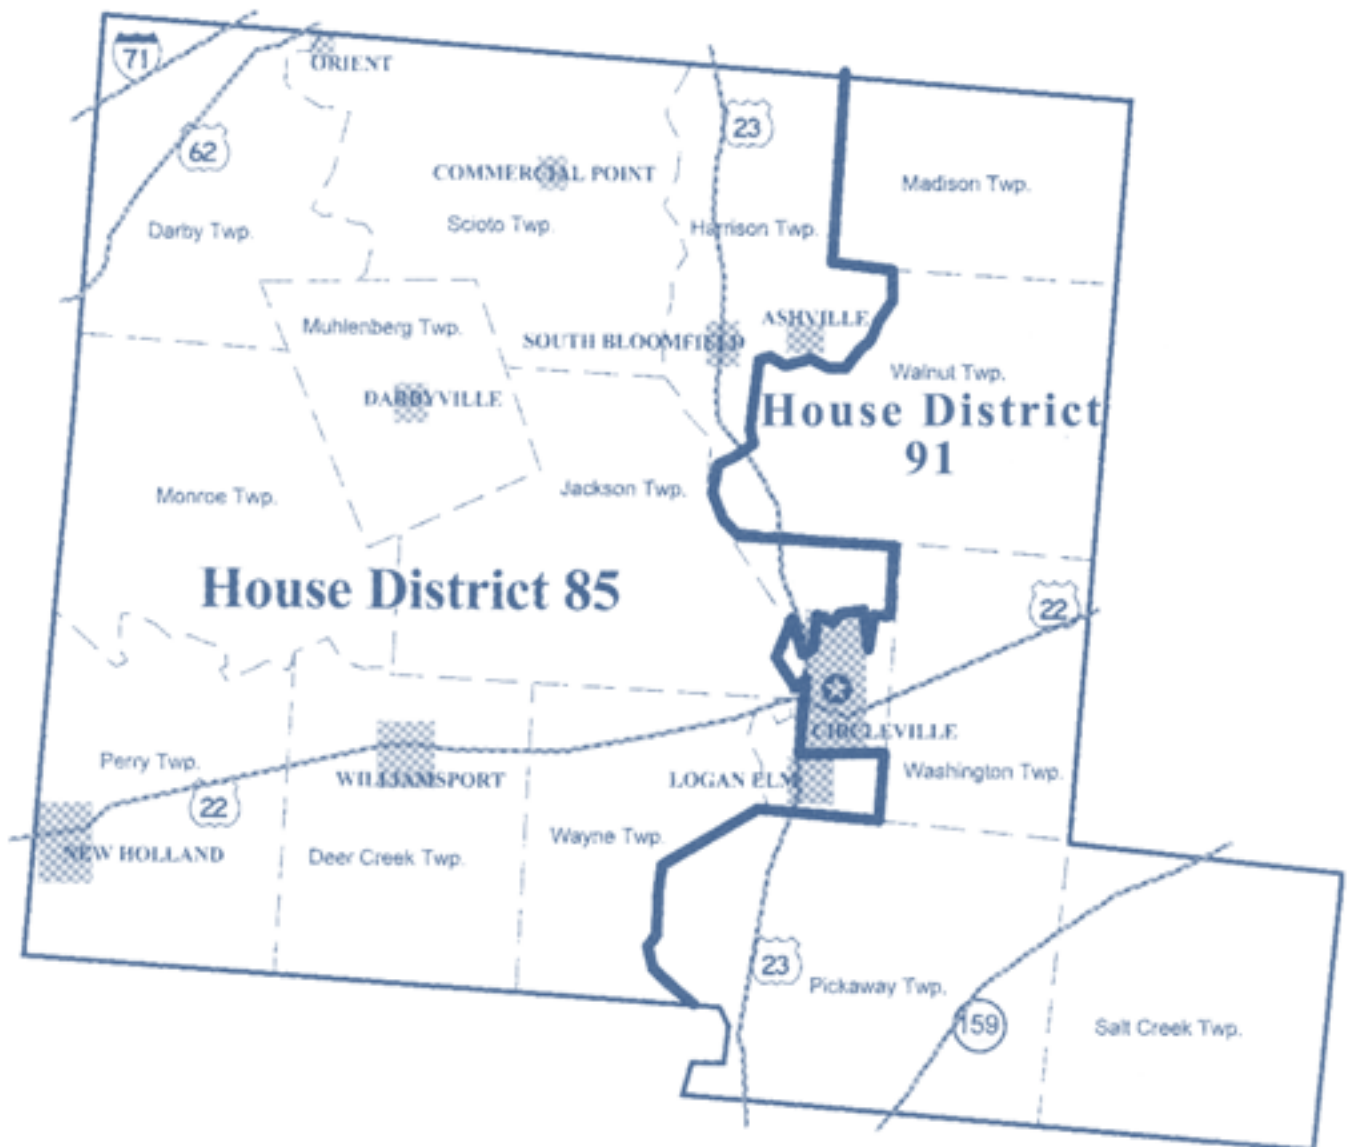 71
ORIENT
62
23
COMMERCIAL POINT
Madison Twp.
Darby Twp.
Scioto Twp.
Harrison Twp.
Muhlenberg Twp.
SOUTH BLOOMFIELD
ASHVILLE
Walnut Twp.
DARBYVILLE
House District
91
Monroe Twp.
Jackson Twp.
House District 85
22
CIRCLEVILLE
Perry Twp.
22
WILLIAMSPORT
LOGAN ELM
Washington Twp.
NEW HOLLAND
Deer Creek Twp.
Wayne Twp.
23
Pickaway Twp.
159
Salt Creek Twp.